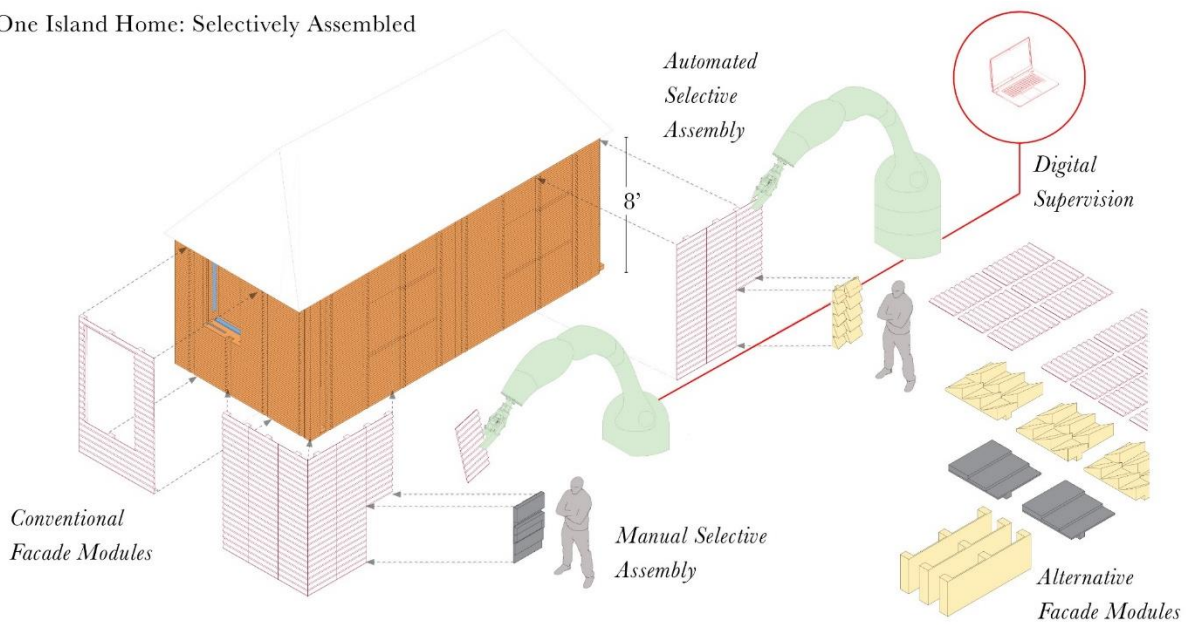 One Island Home: Selectively Assembled
Automated
Selective
Assembly
Digital
Supervision
8’
Conventional
Facade Modules
Manual Selective
Assembly
Alternative
Facade Modules